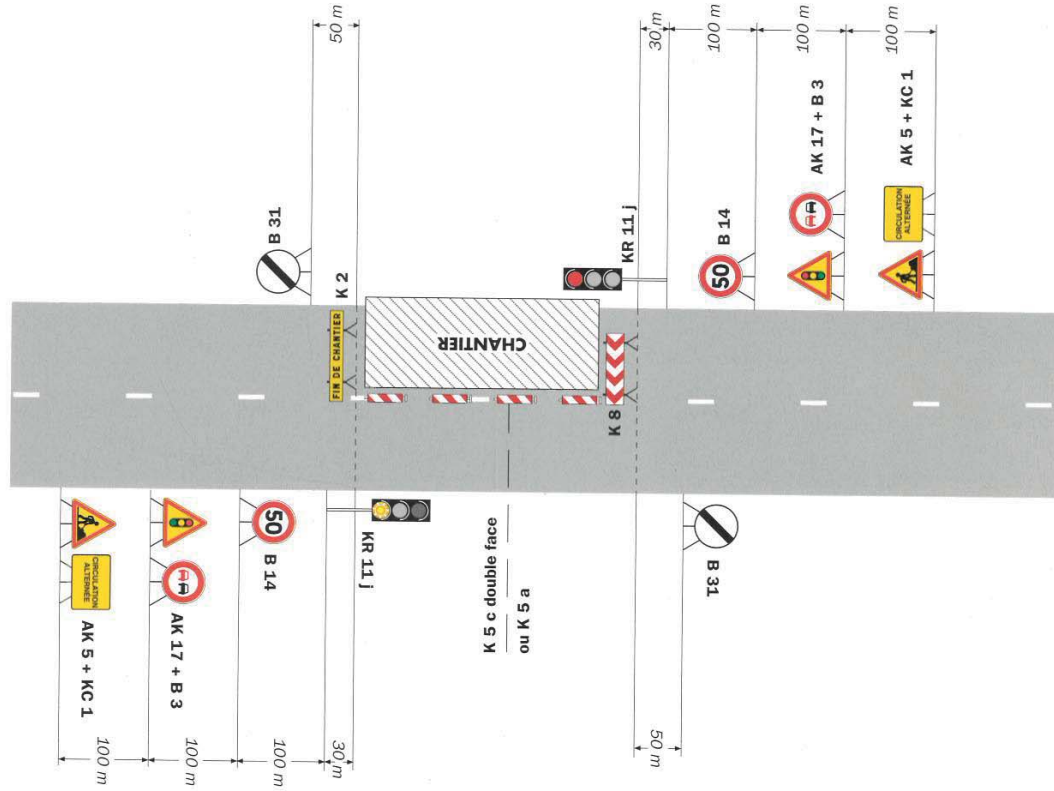 50 m
B 31
K 2
FIN DE CHANTIER
CHANTIER
K 8
KR 11 j
30 m
B 14
50
100 m
AK 17 + B 3
100 m
AK 5 + KC 1
CIRCULATION
ALTERNÉE
100 m
AK 5 + KC 1
CIRCULATION
ALTERNÉE
100 m
AK 17 + B 3
100 m
B 14
50
100 m
KR 11 j
30 m
K 5 c double face
ou K 5 a
B 31
50 m